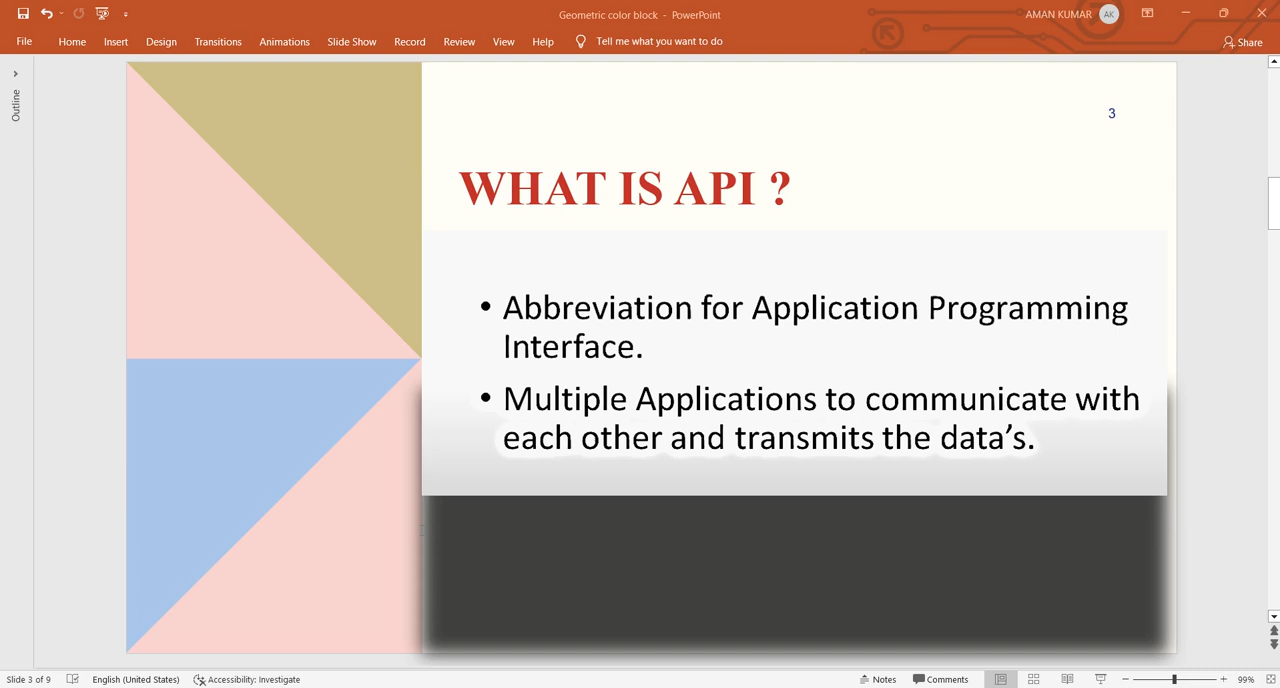 Geometric color block - PowerPoint
AMAN KUMAR AK
File Home Insert Design Transitions Animations Slide Show Record Review View Help Tell me what you want to do Share
Outline
3
WHAT IS API ?
• Abbreviation for Application Programming
Interface.
• Multiple Applications to communicate with
each other and transmits the data’s.
Slide 3 of 9 English (United States) Accessibility: Investigate Notes Comments 99%